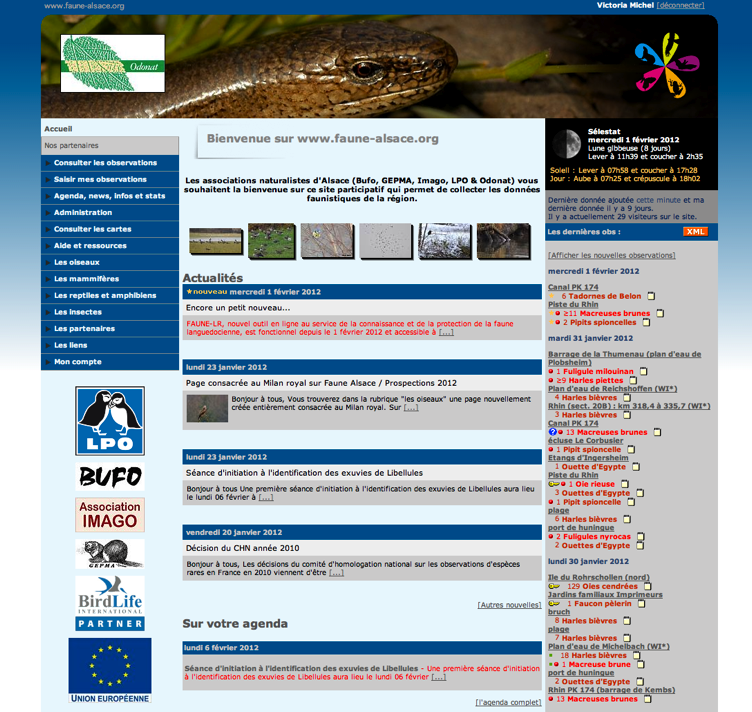 www.faune-alsace.org
Victoria Michel [déconnecter]
Odonat
Accueil
Nos partenaires
Consulter les observations
Saisir mes observations
Agenda, news, infos et stats
Administration
Consulter les cartes
Aide et ressources
Les oiseaux
Les mammifères
Les reptiles et amphibiens
Les insectes
Les partenaires
Les liens
Mon compte
LPO
BUFO
Association
IMAGO
GEPMA
BirdLife
INTERNATIONAL
PARTNER
UNION EUROPÉENNE
Bienvenue sur www.faune-alsace.org
Les associations naturalistes d'Alsace (Bufo, GEPMA, Imago, LPO & Odonat) vous
souhaitent la bienvenue sur ce site participatif qui permet de collecter les données
faunistiques de la région.
Actualités
nouveau mercredi 1 février 2012
Encore un petit nouveau...
FAUNE-LR, nouvel outil en ligne au service de la connaissance et de la protection de la faune
languedocienne, est fonctionnel depuis le 1 février 2012 et accessible à [...]
lundi 23 janvier 2012
Page consacrée au Milan royal sur Faune Alsace / Prospections 2012
Bonjour à tous, Vous trouverez dans la rubrique "les oiseaux" une page nouvellement
créée entièrement consacrée au Milan royal. Sur [...]
lundi 23 janvier 2012
Séance d'initiation à l'identification des exuvies de Libellules
Bonjour à tous Une première séance d'initiation à l'identification des exuvies de Libellules aura lieu
le lundi 06 février à [...]
vendredi 20 janvier 2012
Décision du CHN année 2010
Bonjour à tous, Les décisions du comité d'homologation national sur les observations d'espèces
rares en France en 2010 viennent d'être [...]
[Autres nouvelles]
Sur votre agenda
lundi 6 février 2012
Séance d'initiation à l'identification des exuvies de Libellules - Une première séance d'initiation
à l'identification des exuvies de Libellules aura lieu le lundi 06 février [...]
[l'agenda complet]
Sélestat
mercredi 1 février 2012
Lune gibbeuse (8 jours)
Lever à 11h39 et coucher à 2h35
Soleil : Lever à 07h58 et coucher à 17h28
Jour : Aube à 07h25 et crépuscule à 18h02
Dernière donnée ajoutée cette minute et ma
dernière donnée il y a 9 jours.
Il y a actuellement 29 visiteurs sur le site.
Les dernières obs : XML
[Afficher les nouvelles observations]
mercredi 1 février 2012
Canal PK 174
6 Tadornes de Belon
Piste du Rhin
≥11 Macreuses brunes
2 Pipits spioncelles
mardi 31 janvier 2012
Barrage de la Thumenau (plan d'eau de
Plobsheim)
1 Fuligule milouinan
≥9 Harles piettes
Plan d'eau de Reichshoffen (WI*)
4 Harles bièvres
Rhin (sect. 20B) : km 318,4 à 335,7 (WI*)
3 Harles bièvres
Canal PK 174
13 Macreuses brunes
écluse Le Corbusier
1 Pipit spioncelle
Etangs d'Ingersheim
1 Ouette d'Egypte
Piste du Rhin
1 Oie rieuse
3 Ouettes d'Egypte
1 Pipit spioncelle
plage
6 Harles bièvres
port de huningue
2 Fuligules nyrocas
2 Ouettes d'Egypte
lundi 30 janvier 2012
Ile du Rohrschollen (nord)
129 Oies cendrées
Jardins familiaux Imprimeurs
1 Faucon pèlerin
bruch
8 Harles bièvres
plage
7 Harles bièvres
Plan d'eau de Michelbach (WI*)
18 Harles bièvres
1 Macreuse brune
port de huningue
2 Ouettes d'Egypte
Rhin PK 174 (barrage de Kembs)
13 Macreuses brunes